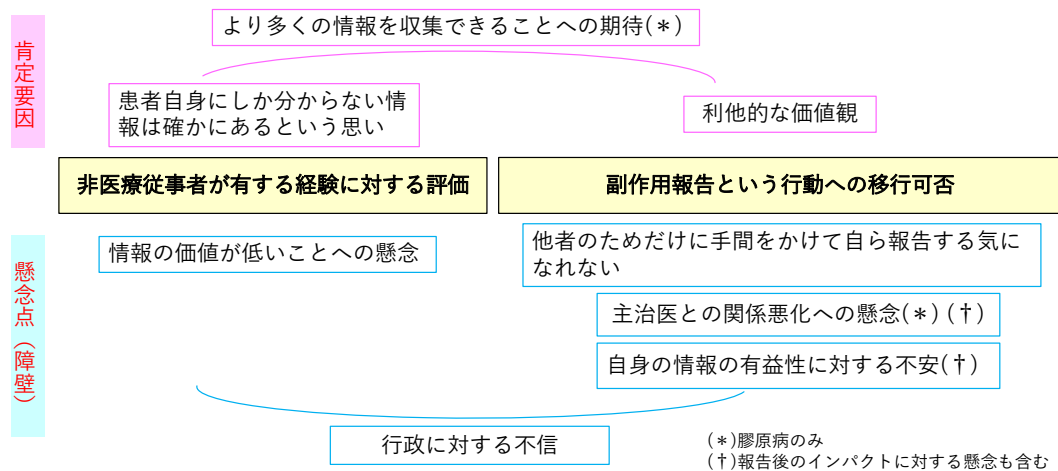 肯定要因
より多くの情報を収集できることへの期待(＊)
患者自身にしか分からない情
報は確かにあるという思い
利他的な価値観
非医療従事者が有する経験に対する評価
副作用報告という行動への移行可否
懸念点（障壁）
情報の価値が低いことへの懸念
他者のためだけに手間をかけて自ら報告する気に
なれない
主治医との関係悪化への懸念(＊)(†)
自身の情報の有益性に対する不安(†)
行政に対する不信
(＊)膠原病のみ
(†)報告後のインパクトに対する懸念も含む